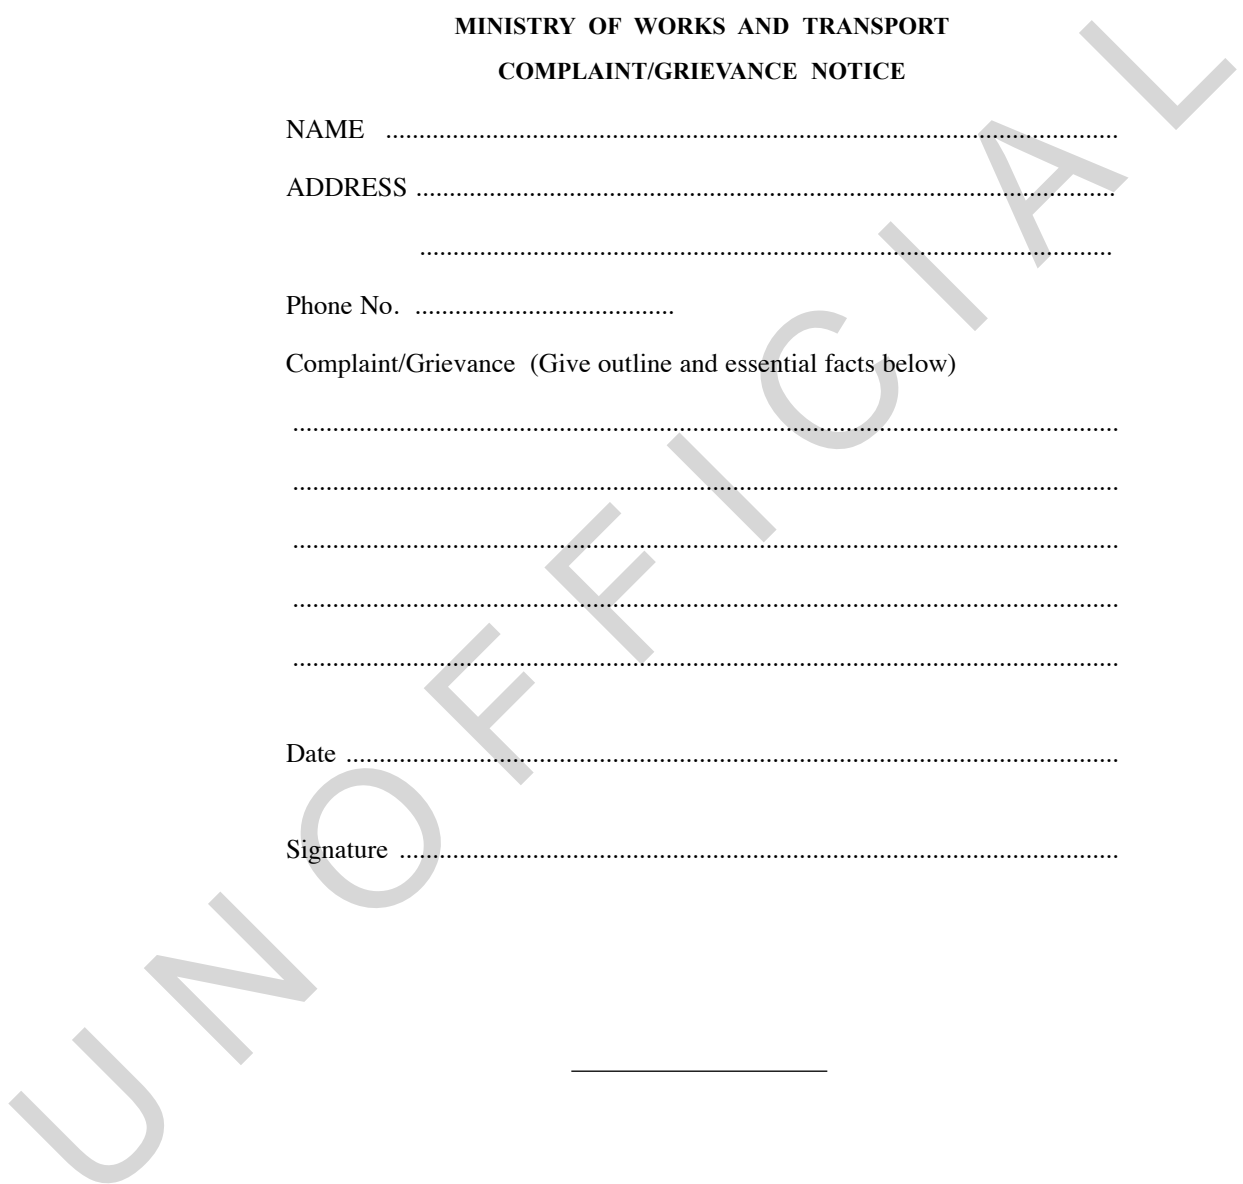 MINISTRY OF WORKS AND TRANSPORT
COMPLAINT/GRIEVANCE NOTICE
NAME ..............................................................................................................
ADDRESS .........................................................................................................
........................................................................................................
Phone No. .......................................
Complaint/Grievance (Give outline and essential facts below)
............................................................................................................................
............................................................................................................................
............................................................................................................................
............................................................................................................................
............................................................................................................................
Date ....................................................................................................................
Signature ............................................................................................................
UNOFFICIAL